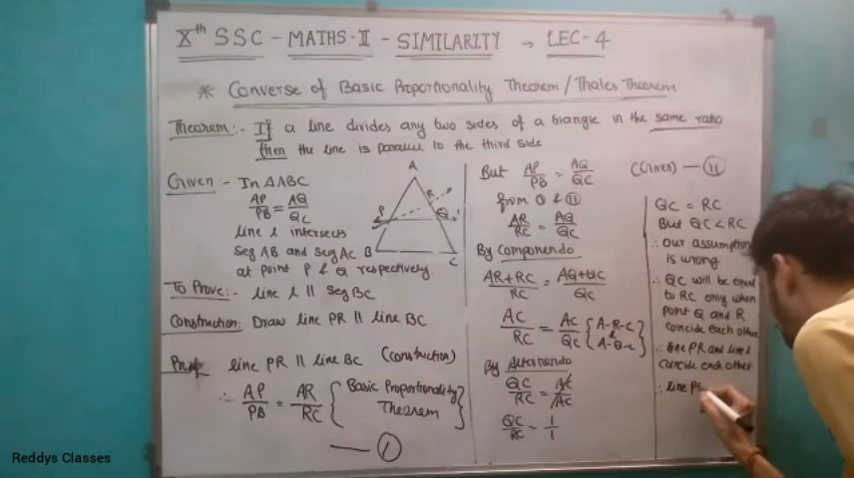 Xth SSC - MATHS-II - SIMILARITY → LEC-4
* Converse of Basic Proportionality Theorem / Thales Theorem
Theorem:- If a line divides any two sides of a triangle in the same ratio
then the line is parallel to the third side
Given:- In △ABC
AP/PB = AQ/QC
line l intersects
seg AB and seg AC
at point P & Q respectively.
To Prove:- line l || seg BC
Construction: Draw line PR || line BC
Proof line PR || line BC (construction)
∴ AP/PB = AR/RC { Basic Proportionality
Theorem }
— ①
A
R
P
Q
l
B
C
But AP/PB = AQ/QC (Given) — ⑪
from ① & ⑪
AR/RC = AQ/QC
By Componendo
AR+RC/RC = AQ+QC/QC
AC/RC = AC/QC { A-R-C
& A-Q-C }
By Alternando
QC/RC = AC/AC
QC/RC = 1/1
QC = RC
But QC < RC
∴ Our assumption
is wrong
∴ QC will be equal
to RC only when
point Q and R
coincide each other
∴ line PR and line l
coincide each other
∴ line PR
Reddys Classes